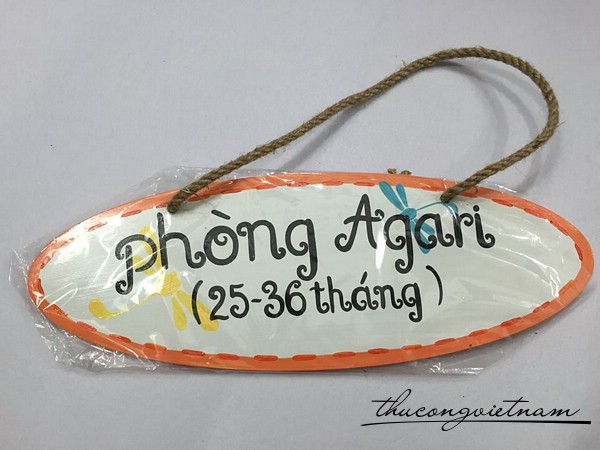 phòng Agari
(25-36 tháng)
thucongvietnam